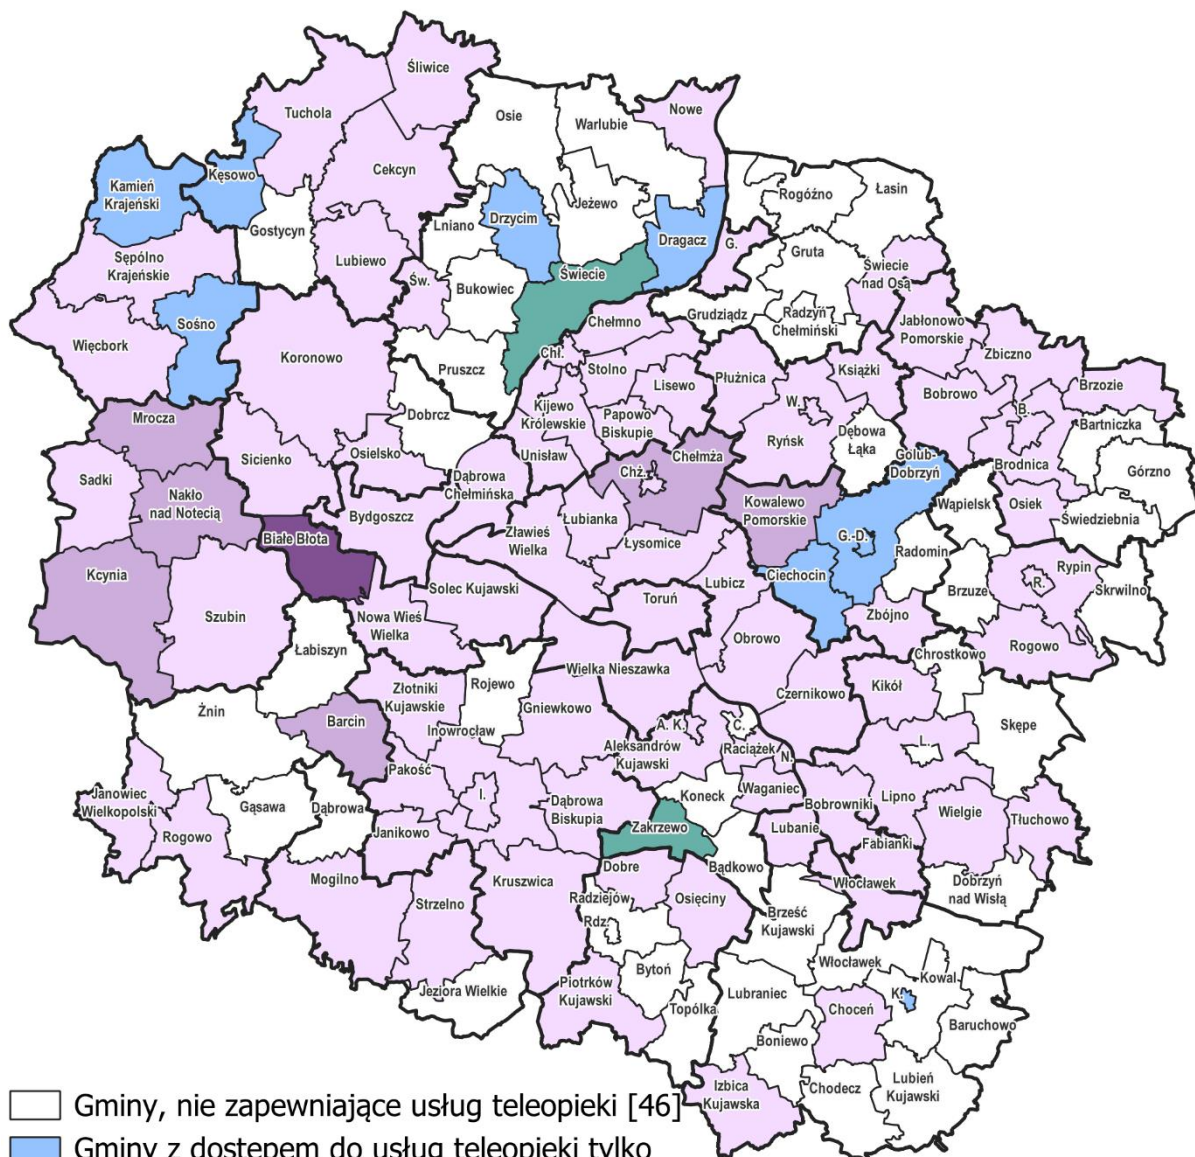 Śliwice
Tuchola
Nowe
Osie
Warlubie
Cekcyn
Kęsowo
Kamień
Krajeński
Rogóźno
Łasin
Jeżewo
Drzycim
Lniano
Gostycyn
Dragacz
G.
Gruta
Sępólno
Krajeńskie
Lubiewo
Świecie
Św.
Bukowiec
Świecie
nad Osą
Sośno
Chełmno
Grudziądz
Radzyń
Chełmiński
Jabłonowo
Pomorskie
Więcbork
Koronowo
Chł.
Zbiczno
Pruszcz
Stolno
Płużnica
Książki
Lisewo
Bobrowo
Brzozie
Mrocza
Dobrcz
Kijewo
Królewskie
Papowo
Biskupie
W.
B.
Bartniczka
Dębowa
Łąka
Ryńsk
Sicienko
Osielsko
Unisław
Chełmża
Golub-
Dobrzyń
Brodnica
Górzno
Sadki
Chż.
Dąbrowa
Chełmińska
Nakło
nad Notecią
Kowalewo
Pomorskie
Wąpielsk
Osiek
Bydgoszcz
Łubianka
Świedziebnia
Zławieś
Wielka
Białe Błota
G.-D.
Łysomice
Radomin
Kcynia
Rypin
Ciechocin
R.
Lubicz
Solec Kujawski
Brzuze
Skrwilno
Toruń
Szubin
Nowa Wieś
Wielka
Zbójno
Obrowo
Rogowo
Łabiszyn
Chrostkowo
Wielka Nieszawka
Rojewo
Złotniki
Kujawskie
Czernikowo
Kikół
Żnin
Gniewkowo
Barcin
Inowrocław
A. K.
C.
Skępe
Aleksandrów
Kujawski
Raciążek
N.
L.
Pakość
Janowiec
Wielkopolski
I.
Koneck
Waganiec
Gąsawa
Dąbrowa
Dąbrowa
Biskupia
Bobrowniki
Lipno
Wielgie
Tłuchowo
Rogowo
Janikowo
Zakrzewo
Lubanie
Fabianki
Mogilno
Kruszwica
Dobre
Bądkowo
Włocławek
Dobrzyń
nad Wisłą
Strzelno
Radziejów
Osięciny
Rdz.
Brześć
Kujawski
Bytoń
Włocławek
Kowal
Jeziora Wielkie
Piotrków
Kujawski
Lubraniec
K.
Topólka
Choceń
Baruchowo
Boniewo
Izbica
Kujawska
Chodecz
Lubień
Kujawski
Gminy, nie zapewniające usług teleopieki [46]
Gminy z dostępem do usług teleopieki tylko